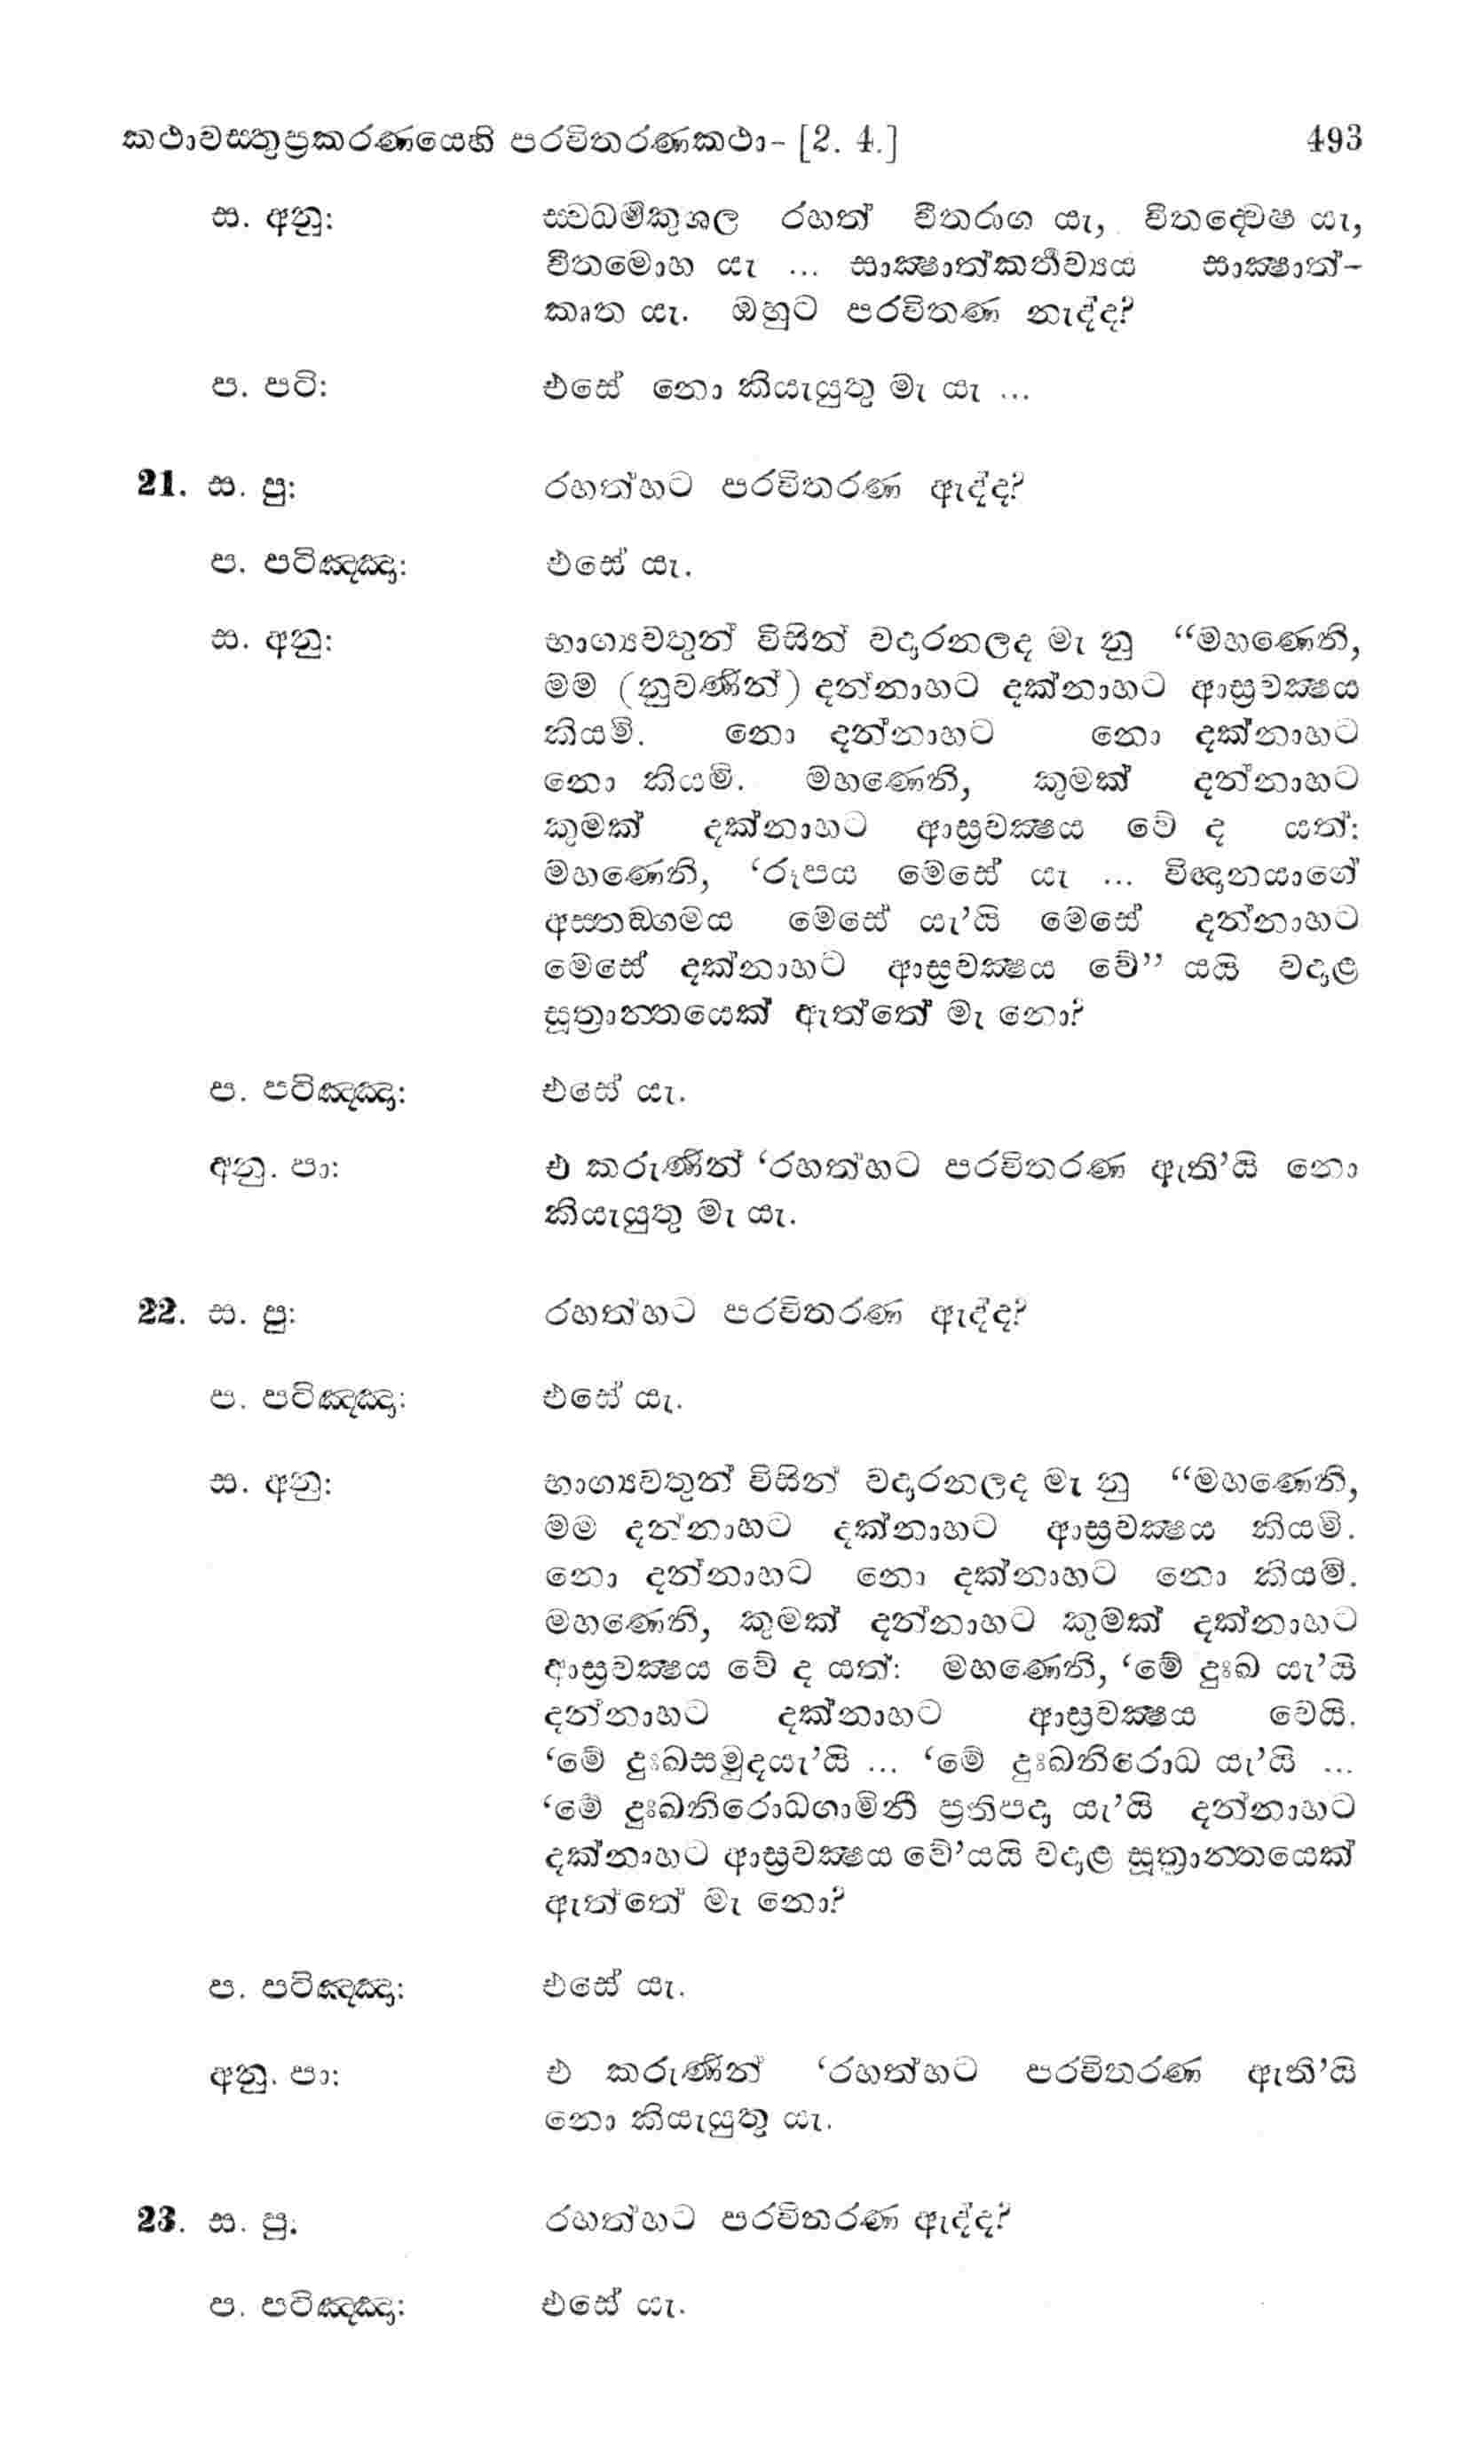 කථාවස්තුප්‍රකරණයෙහි පරවිතරණකථා- [2. 4.] 493
ස. අනු: ස්වධර්මකුශල රහත් වීතරාග යැ, වීතද්වෙෂ යැ,
වීතමොහ යැ ... සාක්‍ෂාත්කර්තව්‍යය සාක්‍ෂාත්-
කෘත යැ. ඔහුට පරවිතණ නැද්ද?
ප. පටි: එසේ නො කියැයුතු මැ යැ ...
21. ස. පු: රහත්හට පරවිතරණ ඇද්ද?
ප. පටිඤ්ඤා: එසේ යැ.
ස. අනු: භාග්‍යවතුන් විසින් වදාරනලද මැ නු “මහණෙනි,
මම (නුවණින්) දන්නාහට දක්නාහට ආස්‍රවක්‍ෂය
කියමි. නො දන්නාහට නො දක්නාහට
නො කියමි. මහණෙනි, කුමක් දන්නාහට
කුමක් දක්නාහට ආස්‍රවක්‍ෂය වේ ද යත්:
මහණෙනි, ‘රූපය මෙසේ යැ ... විඥානයාගේ
අස්තඞ්ගමය මෙසේ යැ’යි මෙසේ දන්නාහට
මෙසේ දක්නාහට ආස්‍රවක්‍ෂය වේ” යයි වදාළ
සූත්‍රාන්තයෙක් ඇත්තේ මැ නො?
ප. පටිඤ්ඤා: එසේ යැ.
අනු. පා: එ කරුණින් ‘රහත්හට පරවිතරණ ඇති’යි නො
කියැයුතු මැ යැ.
22. ස. පු: රහත්හට පරවිතරණ ඇද්ද?
ප. පටිඤ්ඤා: එසේ යැ.
ස. අනු: භාග්‍යවතුන් විසින් වදාරනලද මැ නු “මහණෙනි,
මම දන්නාහට දක්නාහට ආස්‍රවක්‍ෂය කියමි.
නො දන්නාහට නො දක්නාහට නො කියමි.
මහණෙනි, කුමක් දන්නාහට කුමක් දක්නාහට
ආස්‍රවක්‍ෂය වේ ද යත්: මහණෙනි, ‘මේ දුඃඛ යැ’යි
දන්නාහට දක්නාහට ආස්‍රවක්‍ෂය වෙයි.
‘මේ දුඃඛසමුදයැ’යි ... ‘මේ දුඃඛනිරොධ යැ’යි ...
‘මේ දුඃඛනිරොධගාමිනී ප්‍රතිපදා යැ’යි දන්නාහට
දක්නාහට ආස්‍රවක්‍ෂය වේ’යයි වදාළ සූත්‍රාන්තයෙක්
ඇත්තේ මැ නො?
ප. පටිඤ්ඤා: එසේ යැ.
අනු. පා: එ කරුණින් ‘රහත්හට පරවිතරණ ඇති’යි
නො කියැයුතු යැ.
23. ස. පු. රහත්හට පරවිතරණ ඇද්ද?
ප. පටිඤ්ඤා: එසේ යැ.